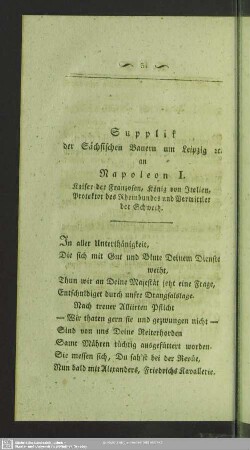 — 54 —
Supplik
der Sächsischen Bauern um Leipzig ꝛc.
an
Napoleon I.
Kaiser der Franzosen, König von Italien,
Protektor des Rheinbundes und Vermittler
der Schweiz.
In aller Unterthänigkeit,
Die sich mit Gut und Blute Deinem Dienste
weiht,
Thun wir an Deine Majestät jetzt eine Frage,
Entschuldiget durch unsre Drangsalslage.
Nach treuer Alliirten Pflicht
— Wir thaten gern sie und gezwungen nicht —
Sind von uns Deine Reiterhorden
Samt Mähren tüchtig ausgefüttert worden.
Sie messen sich, Du sah'st bei der Revüe,
Nun bald mit Alexanders, Friedrichs Kavallerie.